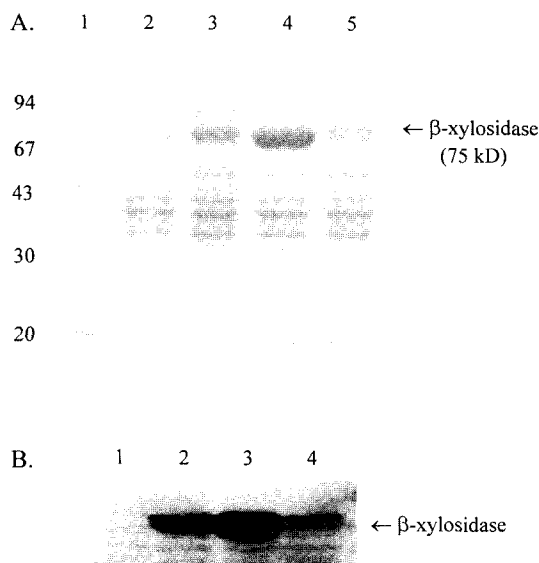 A.
1 2 3 4 5
94
← β-xylosidase
(75 kD)
67
43
30
20
B.
1 2 3 4
← β-xylosidase